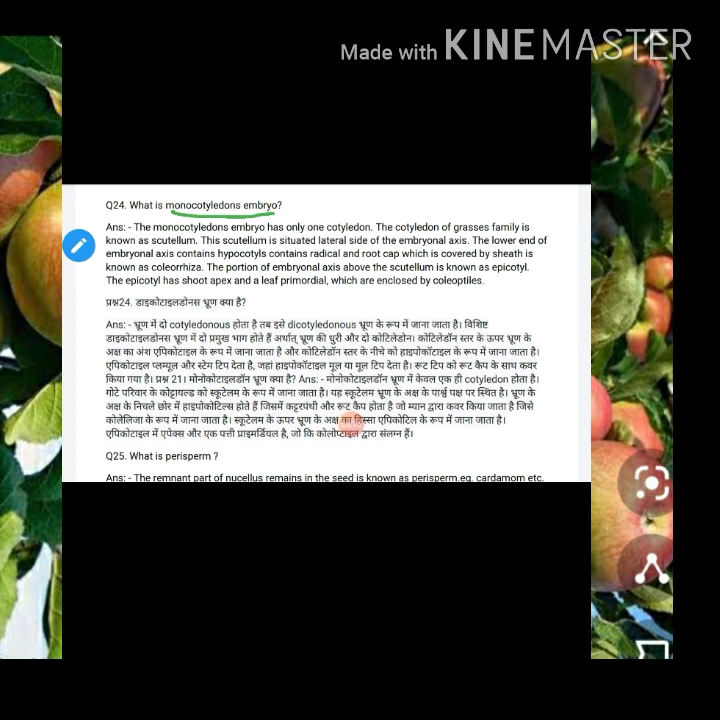 Made with KINEMASTER
Q24. What is monocotyledons embryo?
Ans: - The monocotyledons embryo has only one cotyledon. The cotyledon of grasses family is
known as scutellum. This scutellum is situated lateral side of the embryonal axis. The lower end of
embryonal axis contains hypocotyls contains radical and root cap which is covered by sheath is
known as coleorrhiza. The portion of embryonal axis above the scutellum is known as epicotyl.
The epicotyl has shoot apex and a leaf primordial, which are enclosed by coleoptiles.
प्रश्न24. डाइकोटाइलडोनस भ्रूण क्या है?
Ans: - भ्रूण में दो cotyledonous होता है तब इसे dicotyledonous भ्रूण के रूप में जाना जाता है। विशिष्ट
डाइकोटाइलडोनस भ्रूण में दो प्रमुख भाग होते हैं अर्थात् भ्रूण की धुरी और दो कोटिलेडोन। कोटिलेडॉन स्तर के ऊपर भ्रूण के
अक्ष का अंश एपिकोटाइल के रूप में जाना जाता है और कोटिलेडॉन स्तर के नीचे को हाइपोकॉटाइल के रूप में जाना जाता है।
एपिकोटाइल प्लम्यूल और स्टेम टिप देता है, जहां हाइपोकॉटाइल मूल या मूल टिप देता है। रूट टिप को रूट कैप के साथ कवर
किया गया है। प्रश्न 21। मोनोकोटाइलडॉन भ्रूण क्या है? Ans: - मोनोकोटाइलडॉन भ्रूण में केवल एक ही cotyledon होता है।
गोटे परिवार के कोट्रायल्ड को स्कूटेलम के रूप में जाना जाता है। यह स्कूटेलम भ्रूण के अक्ष के पार्श्व पक्ष पर स्थित है। भ्रूण के
अक्ष के निचले छोर में हाइपोकोटिल्स होते हैं जिसमें कट्टरपंथी और रूट कैप होता है जो म्यान द्वारा कवर किया जाता है जिसे
कोलेलिजा के रूप में जाना जाता है। स्कूटेलम के ऊपर भ्रूण के अक्ष का हिस्सा एपिकोटिल के रूप में जाना जाता है।
एपिकोटाइल में एपेक्स और एक पत्ती प्राइमर्डियल है, जो कि कोलोप्टाइल द्वारा संलग्न हैं।
Q25. What is perisperm ?
Ans: - The remnant part of nucellus remains in the seed is known as perisperm.eg. cardamom etc.